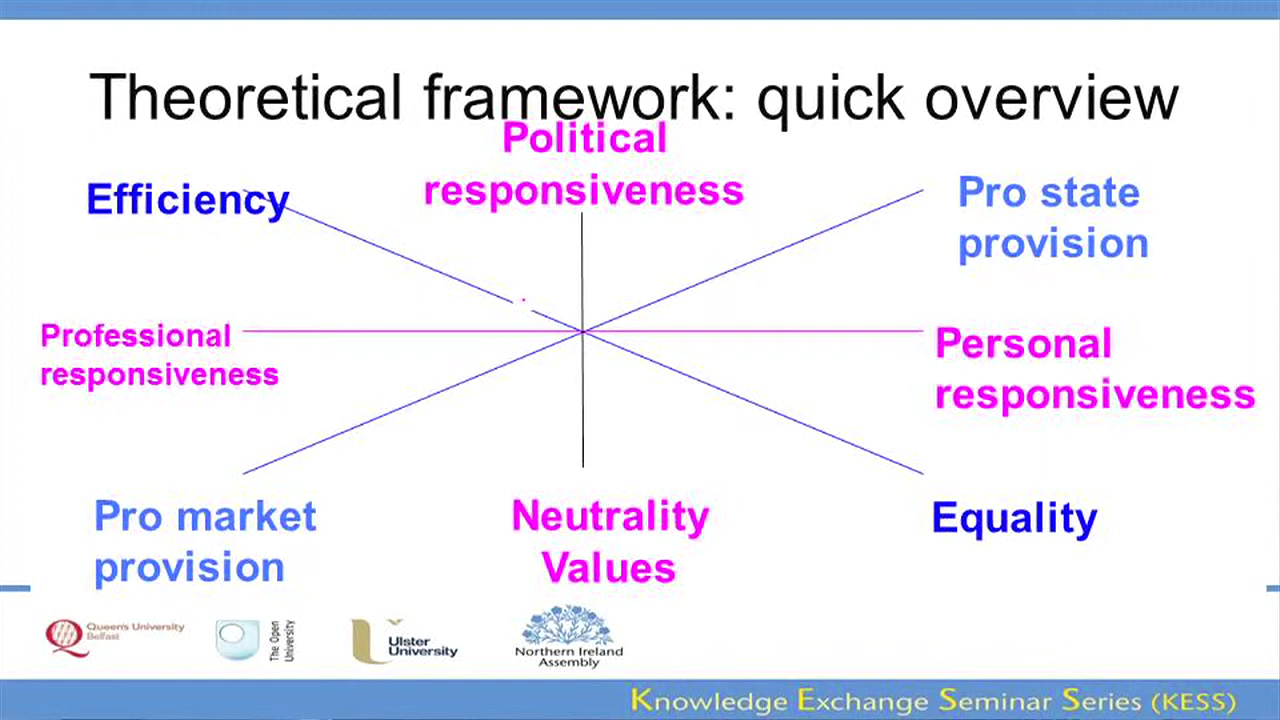 Theoretical framework: quick overview
Political
responsiveness
Efficiency
Pro state
provision
Professional
responsiveness
Personal
responsiveness
Pro market
provision
Neutrality
Values
Equality
Queen's University
Belfast
The Open
University
Ulster
University
Northern Ireland
Assembly
Knowledge Exchange Seminar Series (KESS)